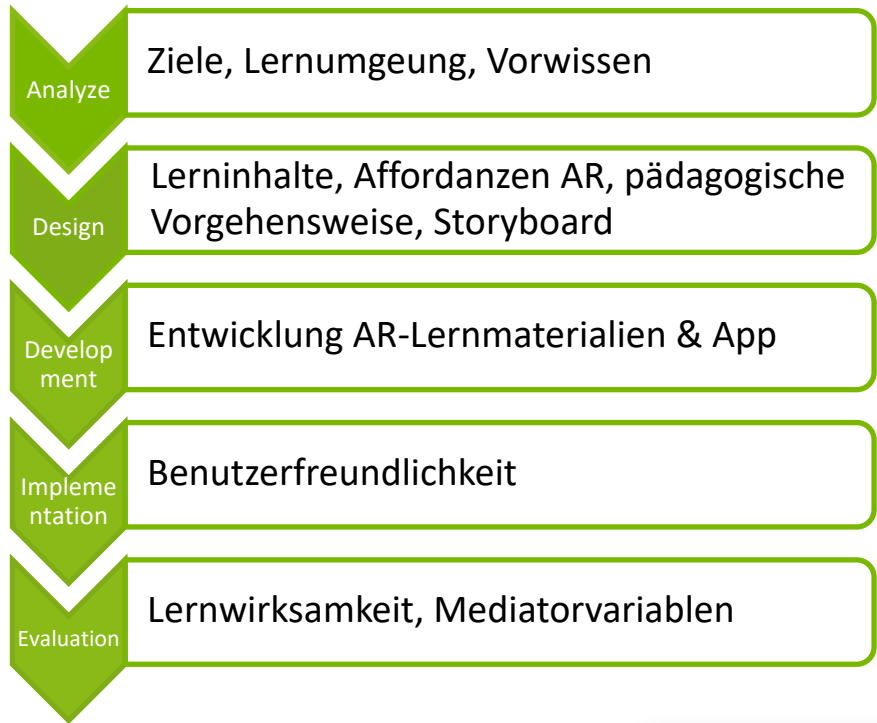 Analyze
Ziele, Lernumgeung, Vorwissen
Design
Lerninhalte, Affordanzen AR, pädagogische
Vorgehensweise, Storyboard
Develop
ment
Entwicklung AR-Lernmaterialien & App
Impleme
ntation
Benutzerfreundlichkeit
Evaluation
Lernwirksamkeit, Mediatorvariablen